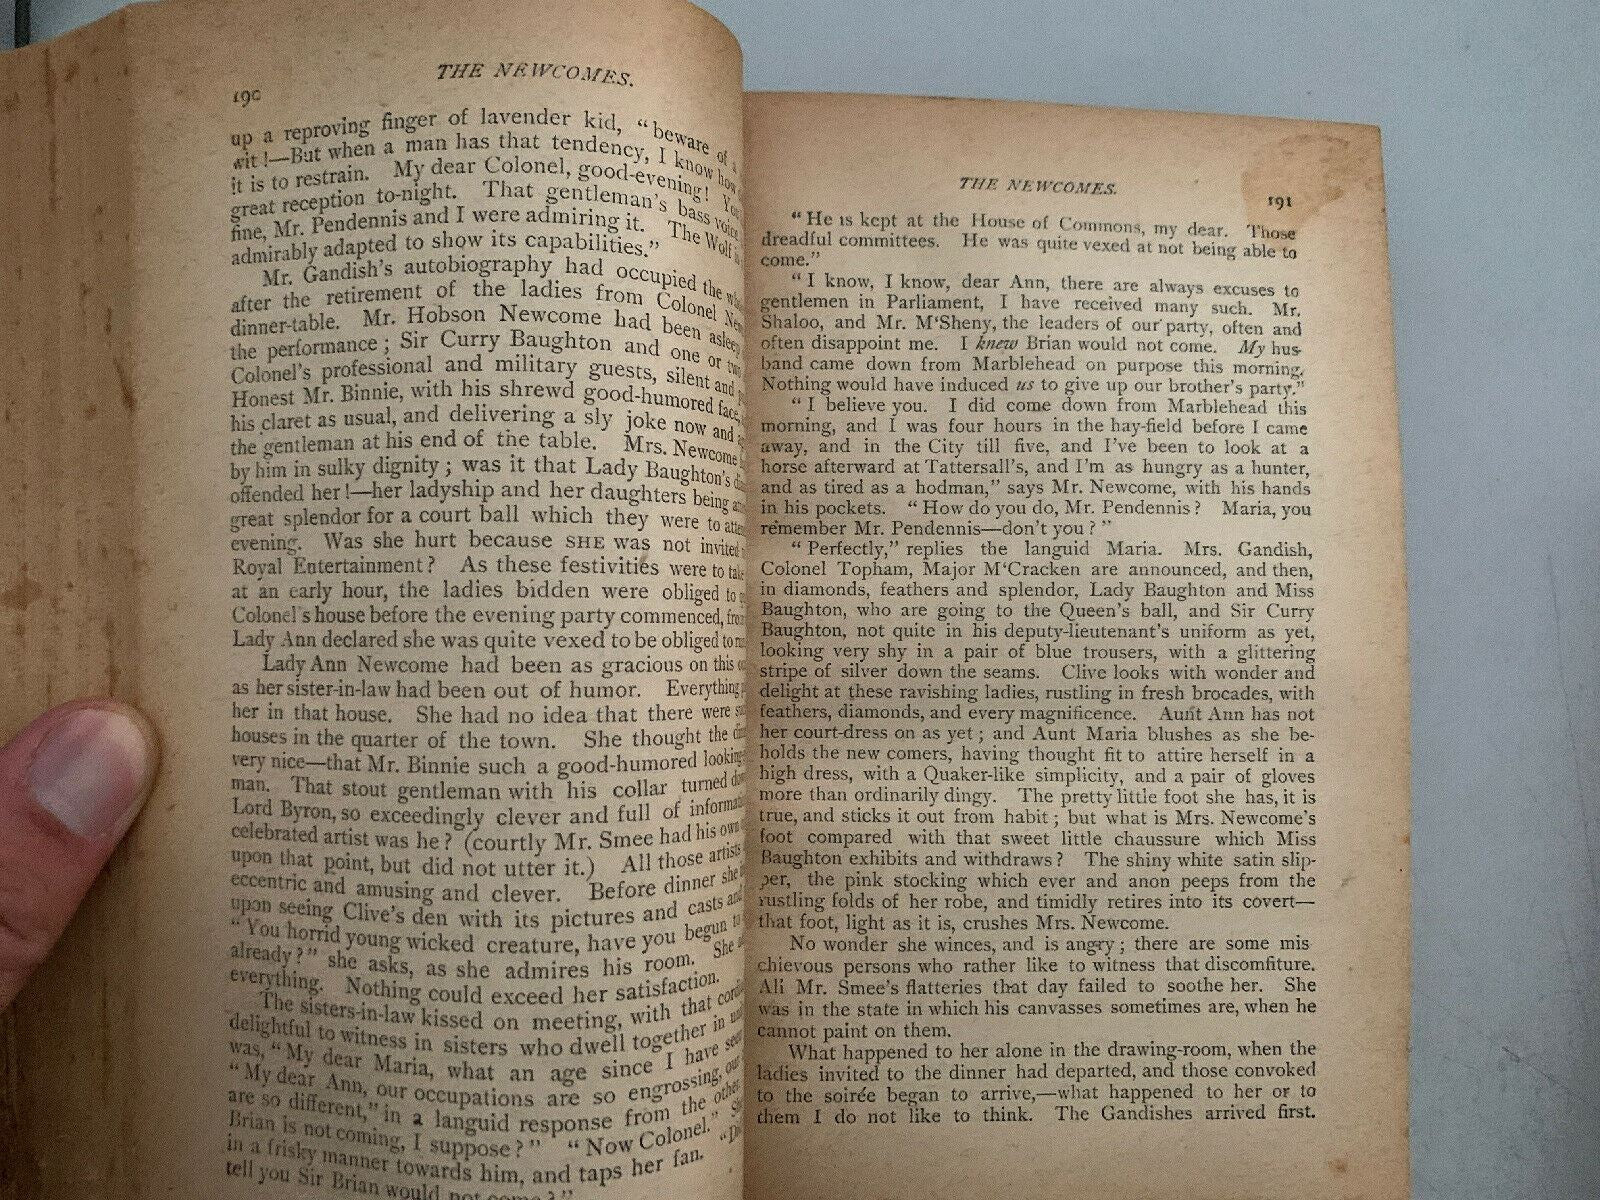 THE NEWCOMES.
190
up a reproving finger of lavender kid, "beware of a
wit!—But when a man has that tendency, I know how
it is to restrain. My dear Colonel, good-evening! You
great reception to-night. That gentleman's bass voice
fine, Mr. Pendennis and I were admiring it. The Wolf is
admirably adapted to show its capabilities."
Mr. Gandish's autobiography had occupied the
after the retirement of the ladies from Colonel
dinner-table. Mr. Hobson Newcome had been asleep
the performance; Sir Curry Baughton and one or two
Colonel's professional and military guests, silent and
Honest Mr. Binnie, with his shrewd good-humored face,
his claret as usual, and delivering a sly joke now and
the gentleman at his end of the table. Mrs. Newcome
by him in sulky dignity; was it that Lady Baughton's
offended her!—her ladyship and her daughters being
great splendor for a court ball which they were to
evening. Was she hurt because SHE was not invited
Royal Entertainment? As these festivities were to take
at an early hour, the ladies bidden were obliged to
Colonel's house before the evening party commenced,
Lady Ann declared she was quite vexed to be obliged to
Lady Ann Newcome had been as gracious on this
as her sister-in-law had been out of humor. Everything
her in that house. She had no idea that there were
houses in the quarter of the town. She thought the
very nice—that Mr. Binnie such a good-humored looking
man. That stout gentleman with his collar turned down
Lord Byron, so exceedingly clever and full of
celebrated artist was he? (courtly Mr. Smee had his own
upon that point, but did not utter it.) All those artists
eccentric and amusing and clever. Before dinner she
upon seeing Clive's den with its pictures and casts and
"You horrid young wicked creature, have you begun to
already?" she asks, as she admires his room. She
everything. Nothing could exceed her satisfaction.
The sisters-in-law kissed on meeting, with that
delightful to witness in sisters who dwell together in
was, "My dear Maria, what an age since I have seen
"My dear Ann, our occupations are so engrossing, our
are so different," in a languid response from the other.
Brian is not coming, I suppose?" "Now Colonel." She
in a frisky manner towards him, and taps her fan.
tell you Sir Brian would not come?"
THE NEWCOMES.
191
"He is kept at the House of Commons, my dear. Those
dreadful committees. He was quite vexed at not being able to
come."
"I know, I know, dear Ann, there are always excuses to
gentlemen in Parliament, I have received many such. Mr.
Shaloo, and Mr. M'Sheny, the leaders of our party, often and
often disappoint me. I knew Brian would not come. My hus-
band came down from Marblehead on purpose this morning.
Nothing would have induced us to give up our brother's party."
"I believe you. I did come down from Marblehead this
morning, and I was four hours in the hay-field before I came
away, and in the City till five, and I've been to look at a
horse afterward at Tattersall's, and I'm as hungry as a hunter,
and as tired as a hodman," says Mr. Newcome, with his hands
in his pockets. "How do you do, Mr. Pendennis? Maria, you
remember Mr. Pendennis—don't you?"
"Perfectly," replies the languid Maria. Mrs. Gandish,
Colonel Topham, Major M'Cracken are announced, and then,
in diamonds, feathers and splendor, Lady Baughton and Miss
Baughton, who are going to the Queen's ball, and Sir Curry
Baughton, not quite in his deputy-lieutenant's uniform as yet,
looking very shy in a pair of blue trousers, with a glittering
stripe of silver down the seams. Clive looks with wonder and
delight at these ravishing ladies, rustling in fresh brocades, with
feathers, diamonds, and every magnificence. Aunt Ann has not
her court-dress on as yet; and Aunt Maria blushes as she be-
holds the new comers, having thought fit to attire herself in a
high dress, with a Quaker-like simplicity, and a pair of gloves
more than ordinarily dingy. The pretty little foot she has, it is
true, and sticks it out from habit; but what is Mrs. Newcome's
foot compared with that sweet little chaussure which Miss
Baughton exhibits and withdraws? The shiny white satin slip-
per, the pink stocking which ever and anon peeps from the
rustling folds of her robe, and timidly retires into its covert—
that foot, light as it is, crushes Mrs. Newcome.
No wonder she winces, and is angry; there are some mis
chievous persons who rather like to witness that discomfiture.
All Mr. Smee's flatteries that day failed to soothe her. She
was in the state in which his canvasses sometimes are, when he
cannot paint on them.
What happened to her alone in the drawing-room, when the
ladies invited to the dinner had departed, and those convoked
to the soirée began to arrive,—what happened to her or to
them I do not like to think. The Gandishes arrived first.